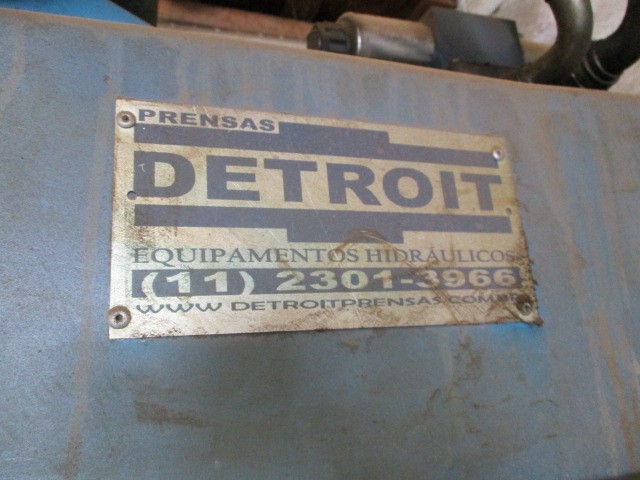 PRENSAS
DETROIT
EQUIPAMENTOS HIDRÁULICOS
(11) 2301-3966
WWW DETROITPRENSAS.COM.BR